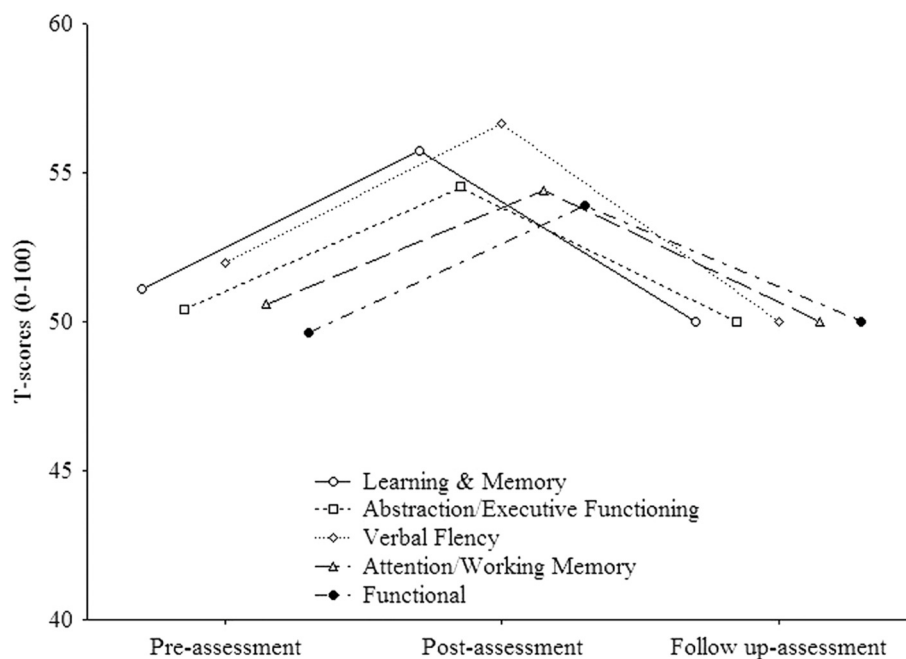 60
55
50
45
40
T-scores (0-100)
Learning & Memory
Abstraction/Executive Functioning
Verbal Flency
Attention/Working Memory
Functional
Pre-assessment
Post-assessment
Follow up-assessment